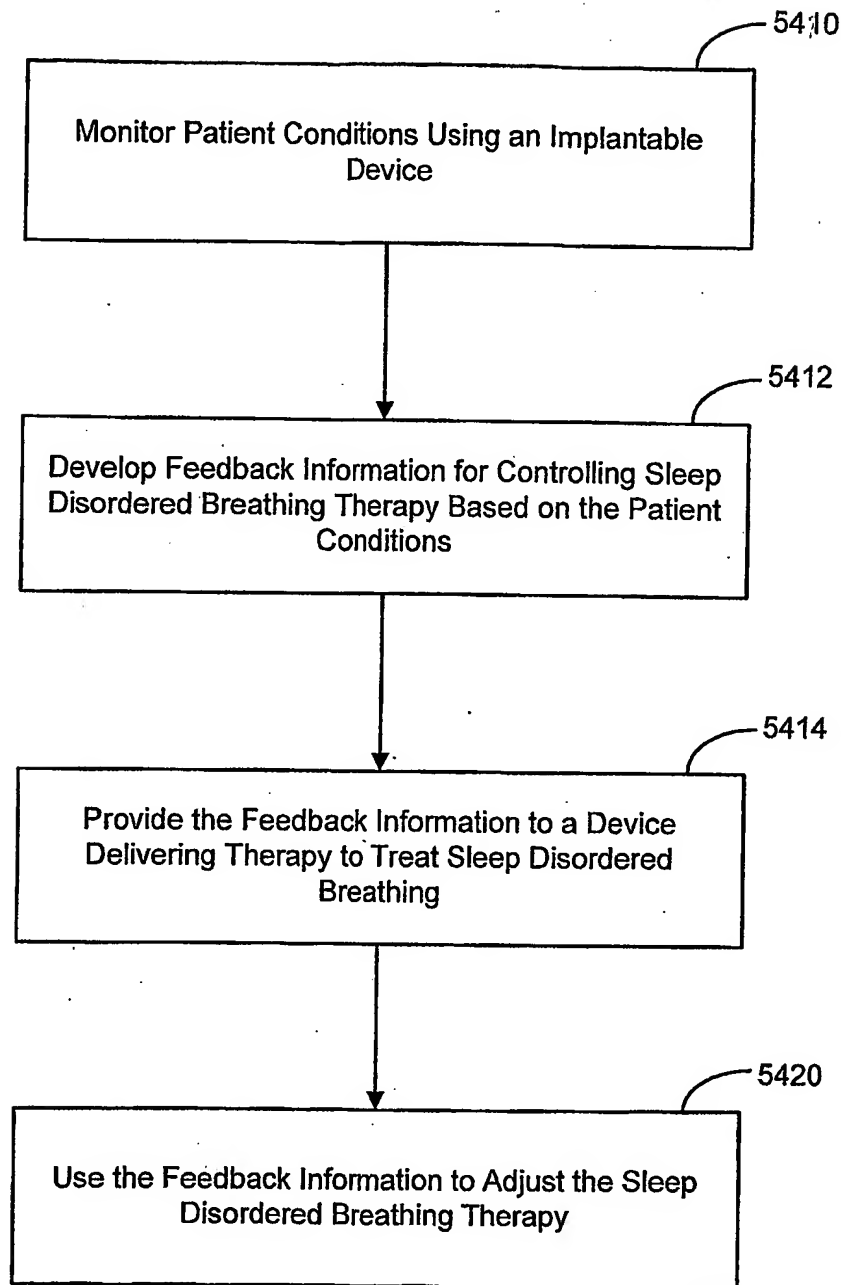 5410
Monitor Patient Conditions Using an Implantable
Device
5412
Develop Feedback Information for Controlling Sleep
Disordered Breathing Therapy Based on the Patient
Conditions
5414
Provide the Feedback Information to a Device
Delivering Therapy to Treat Sleep Disordered
Breathing
5420
Use the Feedback Information to Adjust the Sleep
Disordered Breathing Therapy